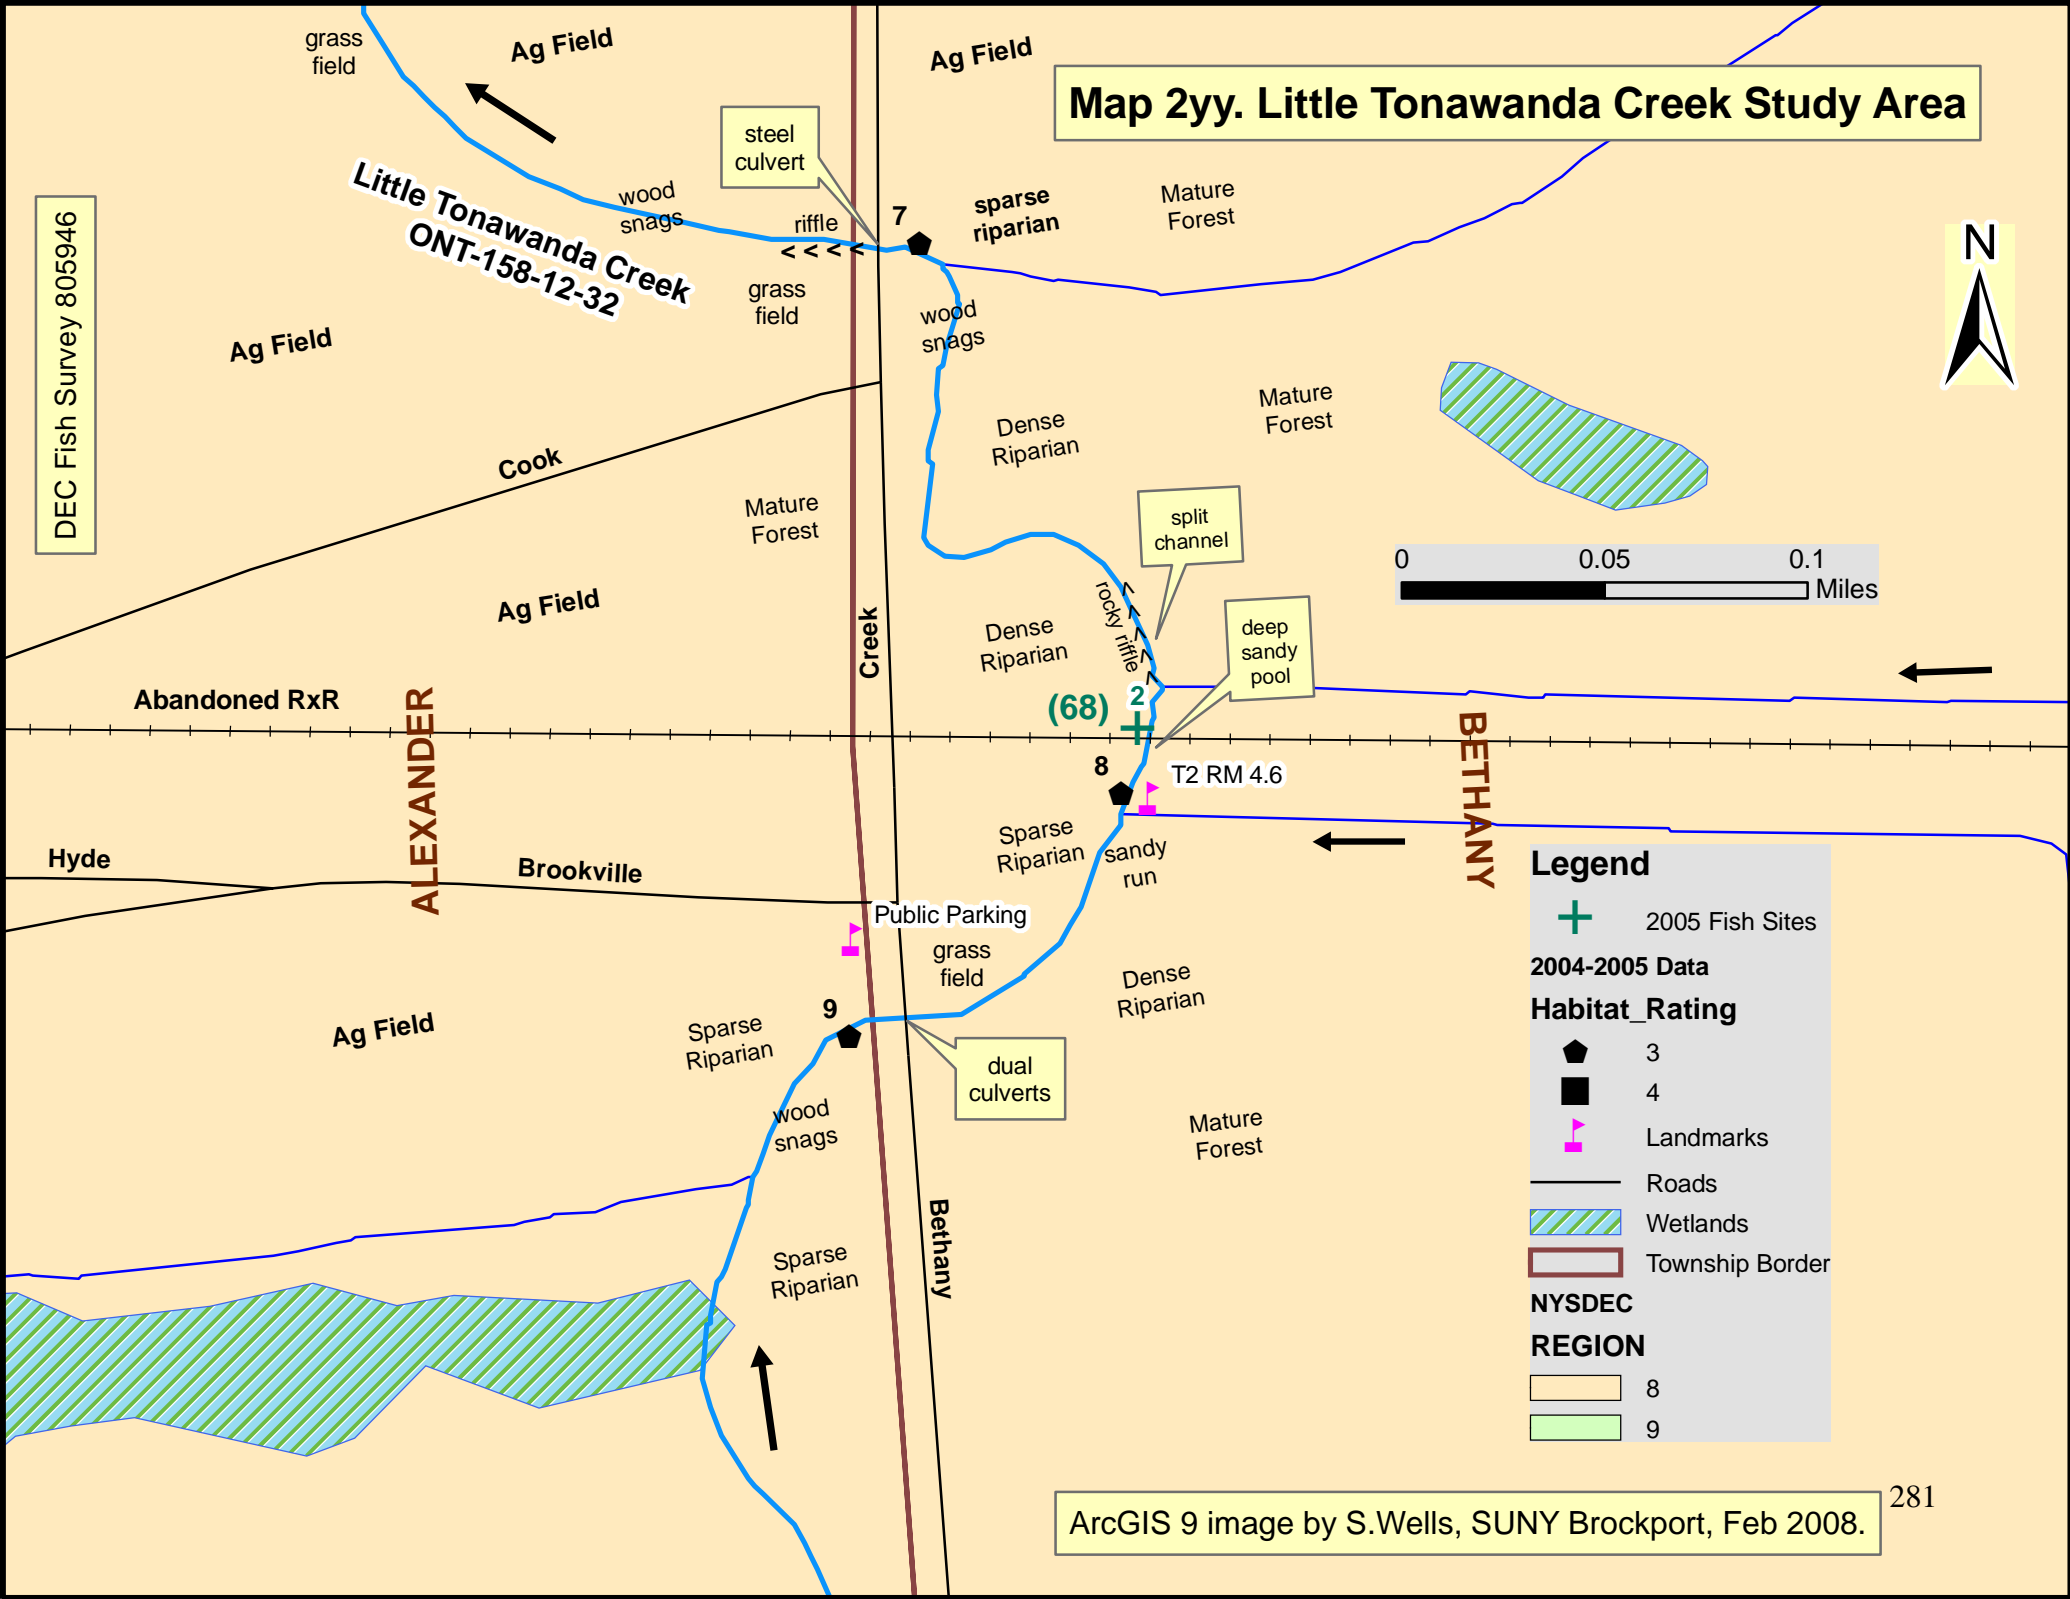 grass
field
Ag Field
Ag Field
Map 2yy. Little Tonawanda Creek Study Area
steel
culvert
DEC Fish Survey 805946
Little Tonawanda Creek
ONT-158-12-32
wood
snags
riffle
< < < <
7
sparse
riparian
Mature
Forest
N
grass
field
wood
snags
Ag Field
Dense
Riparian
Mature
Forest
Cook
Mature
Forest
split
channel
0 0.05 0.1
Miles
Ag Field
Creek
Dense
Riparian
rocky riffle
< < < < <
deep
sandy
pool
Abandoned RxR
ALEXANDER
(68)
2
BETHANY
8
T2 RM 4.6
Sparse
Riparian
sandy
run
Hyde
Brookville
Public Parking
grass
field
Dense
Riparian
9
Ag Field
Sparse
Riparian
dual
culverts
wood
snags
Mature
Forest
Bethany
Sparse
Riparian
Legend
2005 Fish Sites
2004-2005 Data
Habitat_Rating
3
4
Landmarks
Roads
Wetlands
Township Border
NYSDEC
REGION
8
9
281
ArcGIS 9 image by S.Wells, SUNY Brockport, Feb 2008.